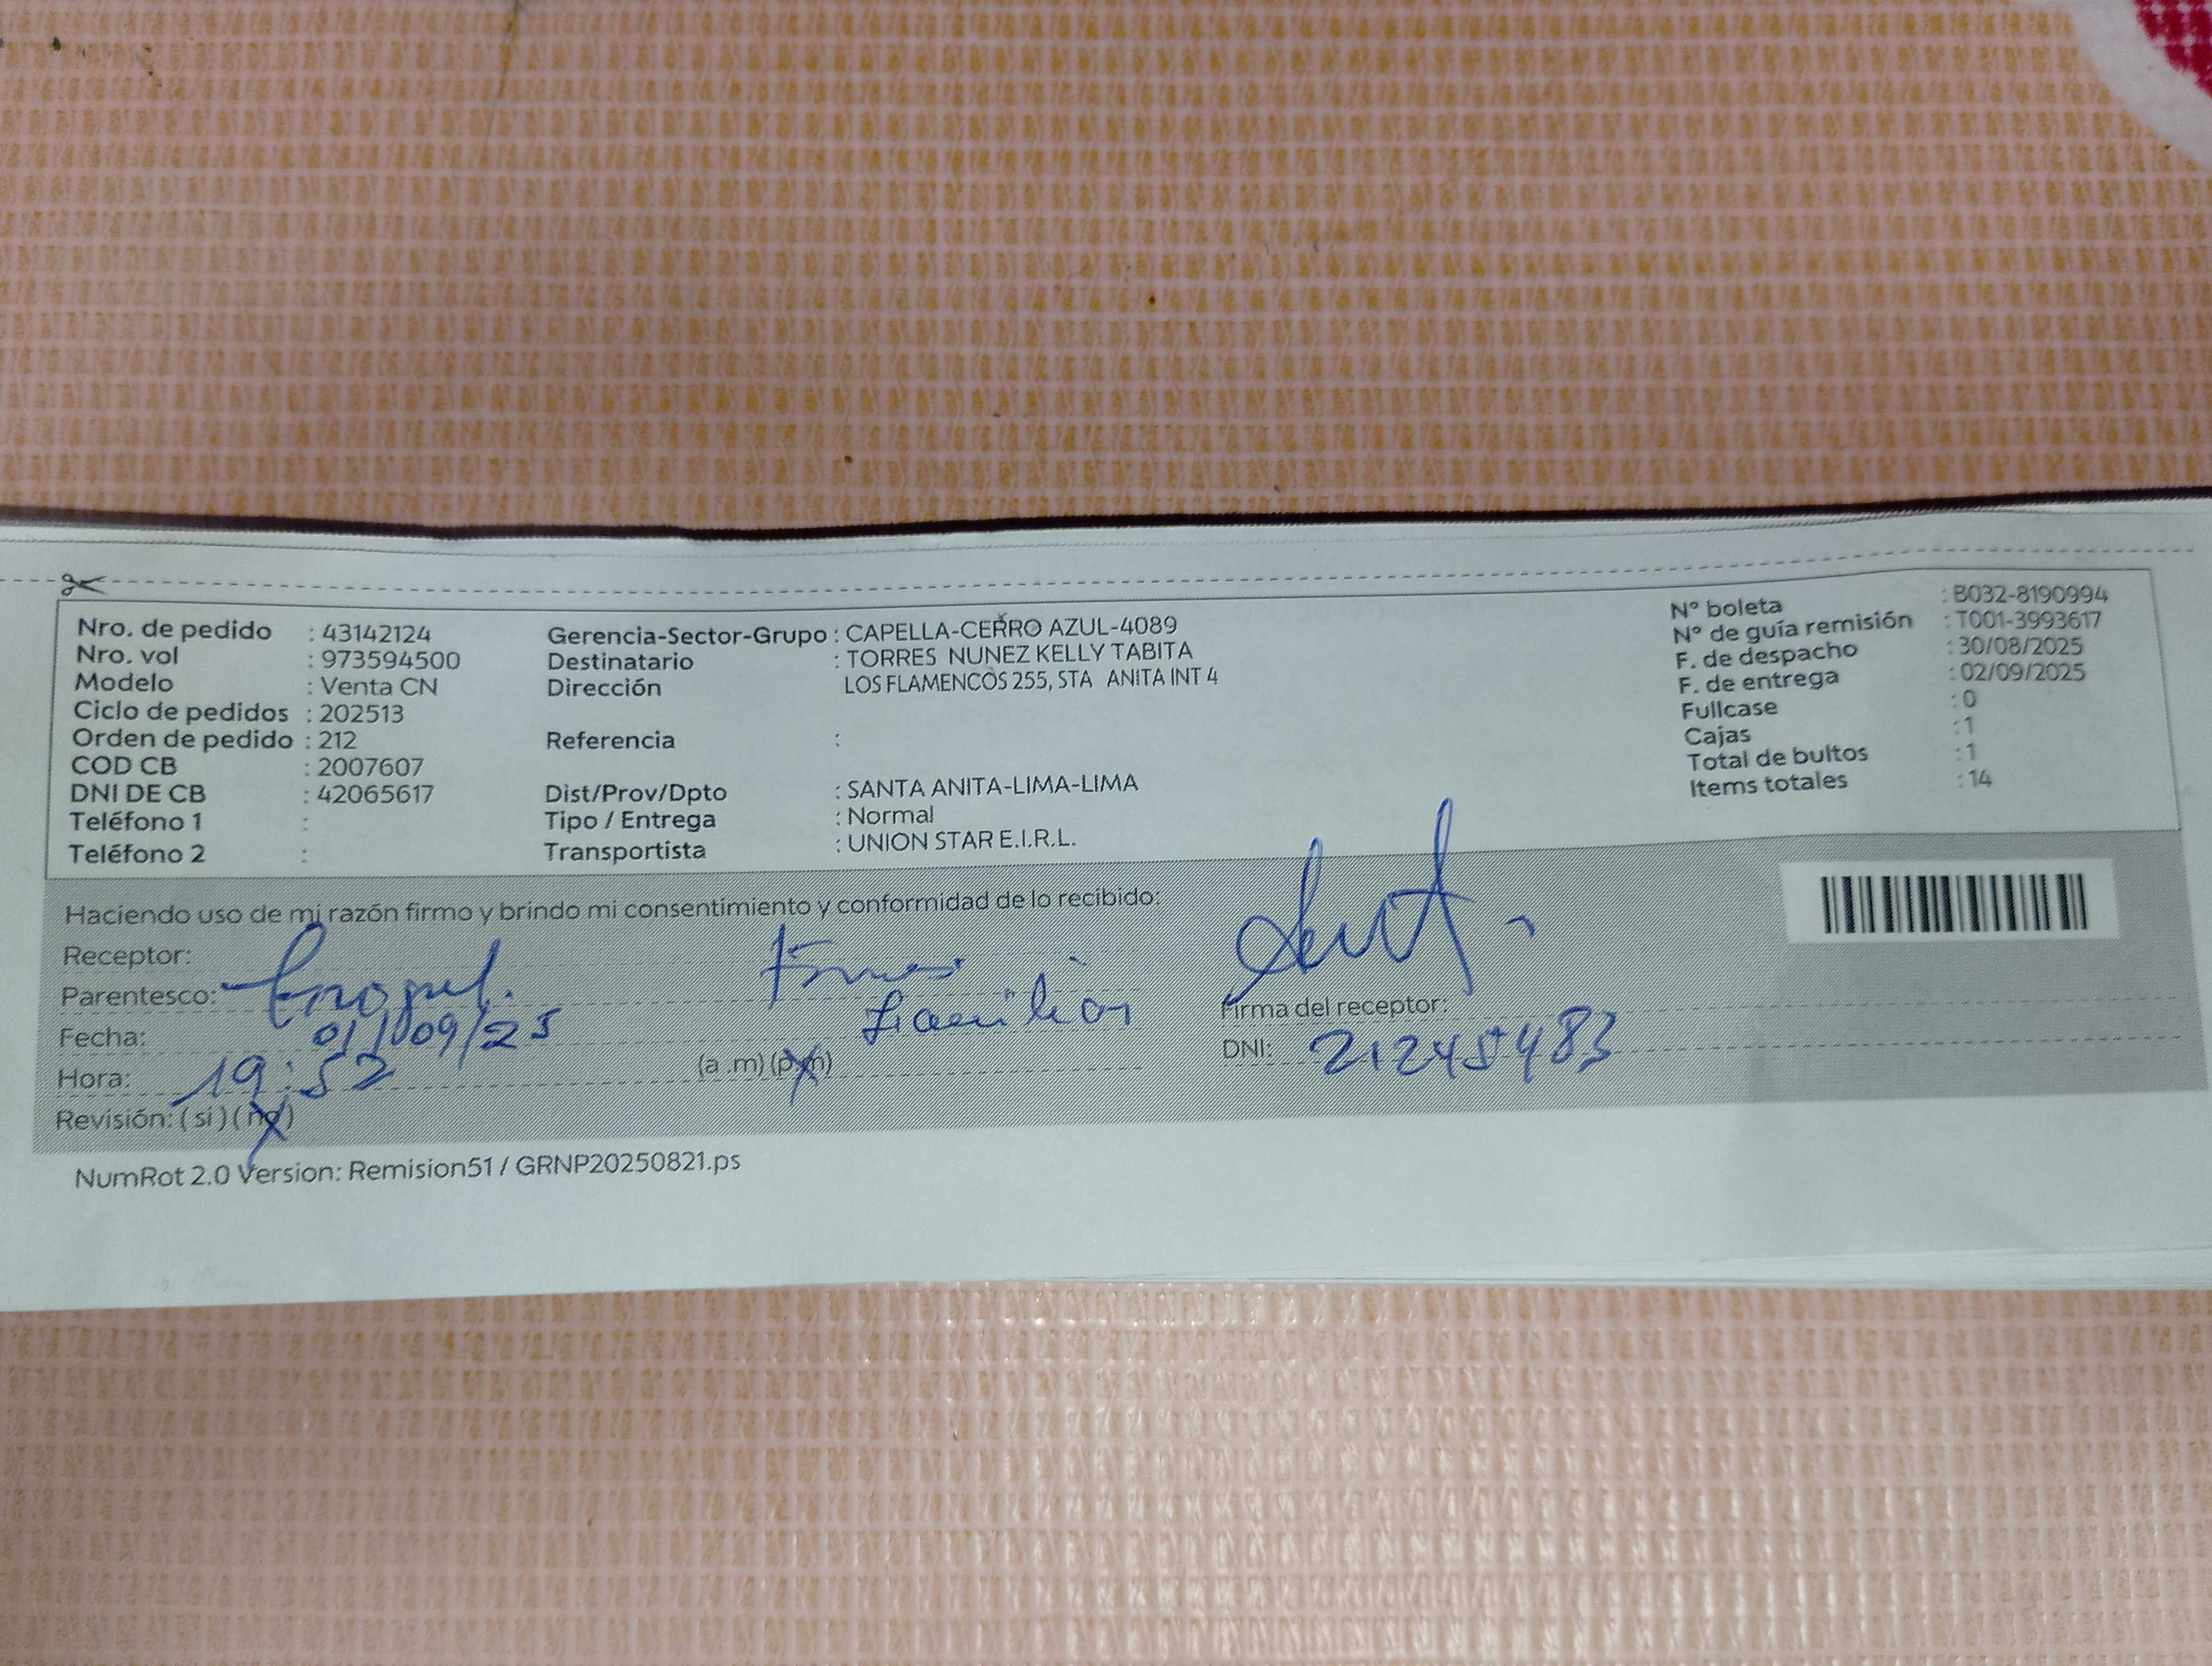 Nro. de pedido : 43142124
Nro. vol : 973594500
Modelo : Venta CN
Ciclo de pedidos : 202513
Orden de pedido : 212
COD CB : 2007607
DNI DE CB : 42065617
Teléfono 1 :
Teléfono 2 :
Gerencia-Sector-Grupo : CAPELLA-CERRO AZUL-4089
Destinatario : TORRES NUNEZ KELLY TABITA
Dirección LOS FLAMENCOS 255, STA ANITA INT 4
Referencia :
Dist/Prov/Dpto : SANTA ANITA-LIMA-LIMA
Tipo / Entrega : Normal
Transportista : UNION STAR E.I.R.L.
N° boleta : B032-8190994
N° de guía remisión : T001-3993617
F. de despacho : 30/08/2025
F. de entrega : 02/09/2025
Fullcase : 0
Cajas : 1
Total de bultos : 1
Items totales : 14
Haciendo uso de mi razón firmo y brindo mi consentimiento y conformidad de lo recibido:
Receptor:
Parentesco: familiar
Fecha: 01/09/25
Hora: 19:52 (a .m) (p.m)
Revisión: ( si ) ( no )
Firma del receptor:
DNI: 21245483
NumRot 2.0 Version: Remision51 / GRNP20250821.ps